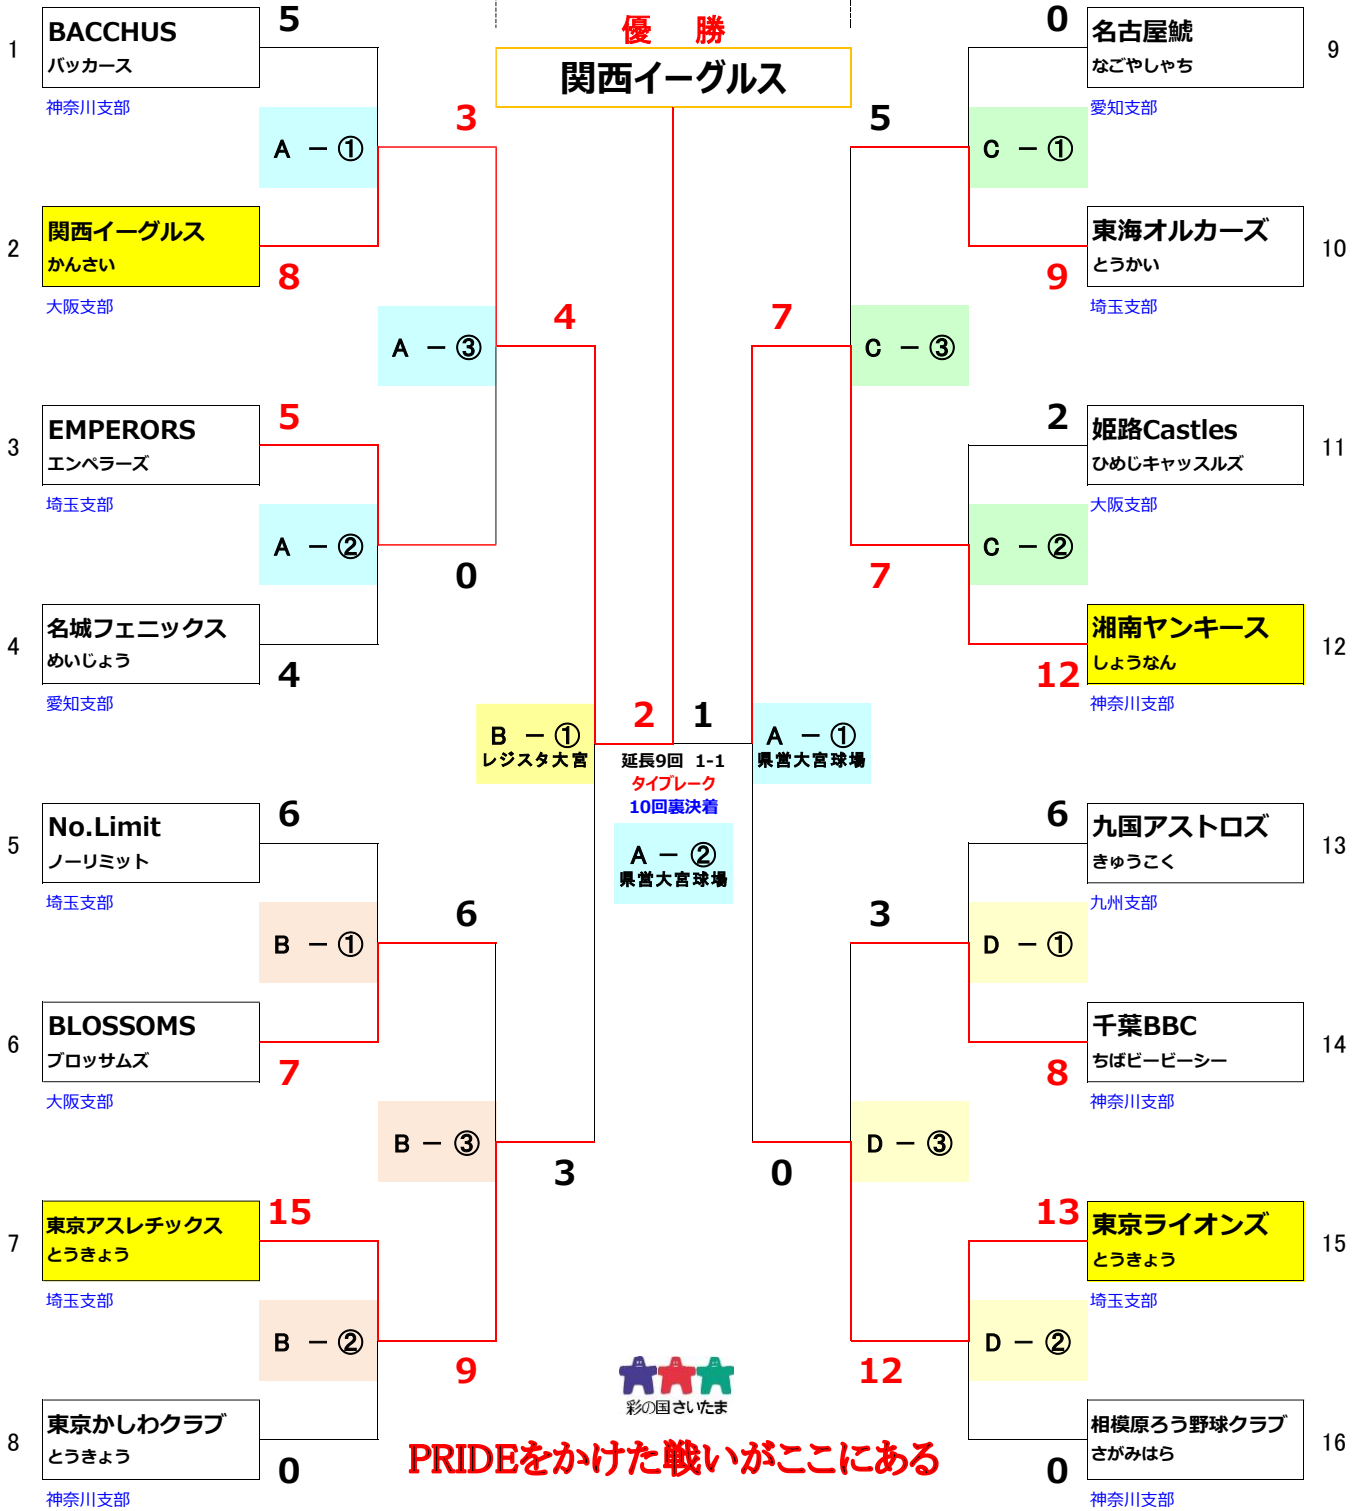 優 勝
関西イーグルス
1
BACCHUS
バッカース
神奈川支部
5
A － ①
3
2
関西イーグルス
かんさい
大阪支部
8
A － ③
4
3
EMPERORS
エンペラーズ
埼玉支部
5
A － ②
0
4
名城フェニックス
めいじょう
愛知支部
4
B － ①
レジスタ大宮
2
1
延長9回 1-1
タイブレーク
10回裏決着
A － ②
県営大宮球場
A － ①
県営大宮球場
5
No.Limit
ノーリミット
埼玉支部
6
B － ①
6
6
BLOSSOMS
ブロッサムズ
大阪支部
7
B － ③
3
7
東京アスレチックス
とうきょう
埼玉支部
15
B － ②
9
8
東京かしわクラブ
とうきょう
神奈川支部
0
0
名古屋鯱
なごやしゃち
愛知支部
9
C － ①
5
東海オルカーズ
とうかい
埼玉支部
10
9
C － ③
7
2
姫路Castles
ひめじキャッスルズ
大阪支部
11
C － ②
7
湘南ヤンキース
しょうなん
神奈川支部
12
12
6
九国アストロズ
きゅうこく
九州支部
13
D － ①
3
千葉BBC
ちばビービーシー
神奈川支部
14
8
D － ③
0
13
東京ライオンズ
とうきょう
埼玉支部
15
D － ②
12
相模原ろう野球クラブ
さがみはら
神奈川支部
16
0
彩の国さいたま
PRIDEをかけた戦いがここにある